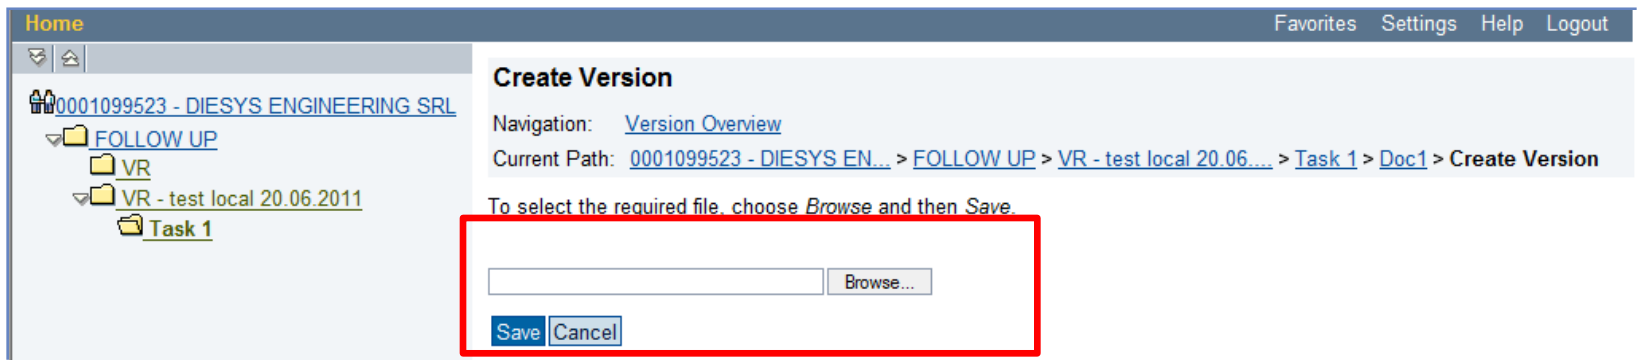 Home
Favorites Settings Help Logout
0001099523 - DIESYS ENGINEERING SRL
FOLLOW UP
VR
VR - test local 20.06.2011
Task 1
Create Version
Navigation: Version Overview
Current Path: 0001099523 - DIESYS EN... > FOLLOW UP > VR - test local 20.06.... > Task 1 > Doc1 > Create Version
To select the required file, choose Browse and then Save.
Browse...
Save Cancel